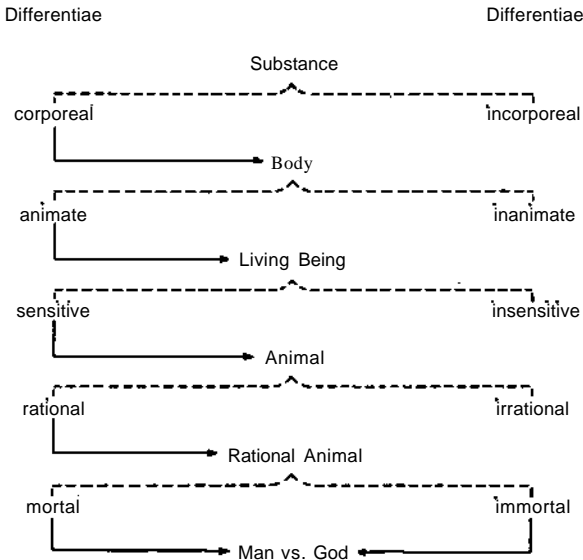 Differentiae Differentiae
Substance
corporeal incorporeal
Body
animate inanimate
Living Being
sensitive insensitive
Animal
rational irrational
Rational Animal
mortal immortal
Man vs. God